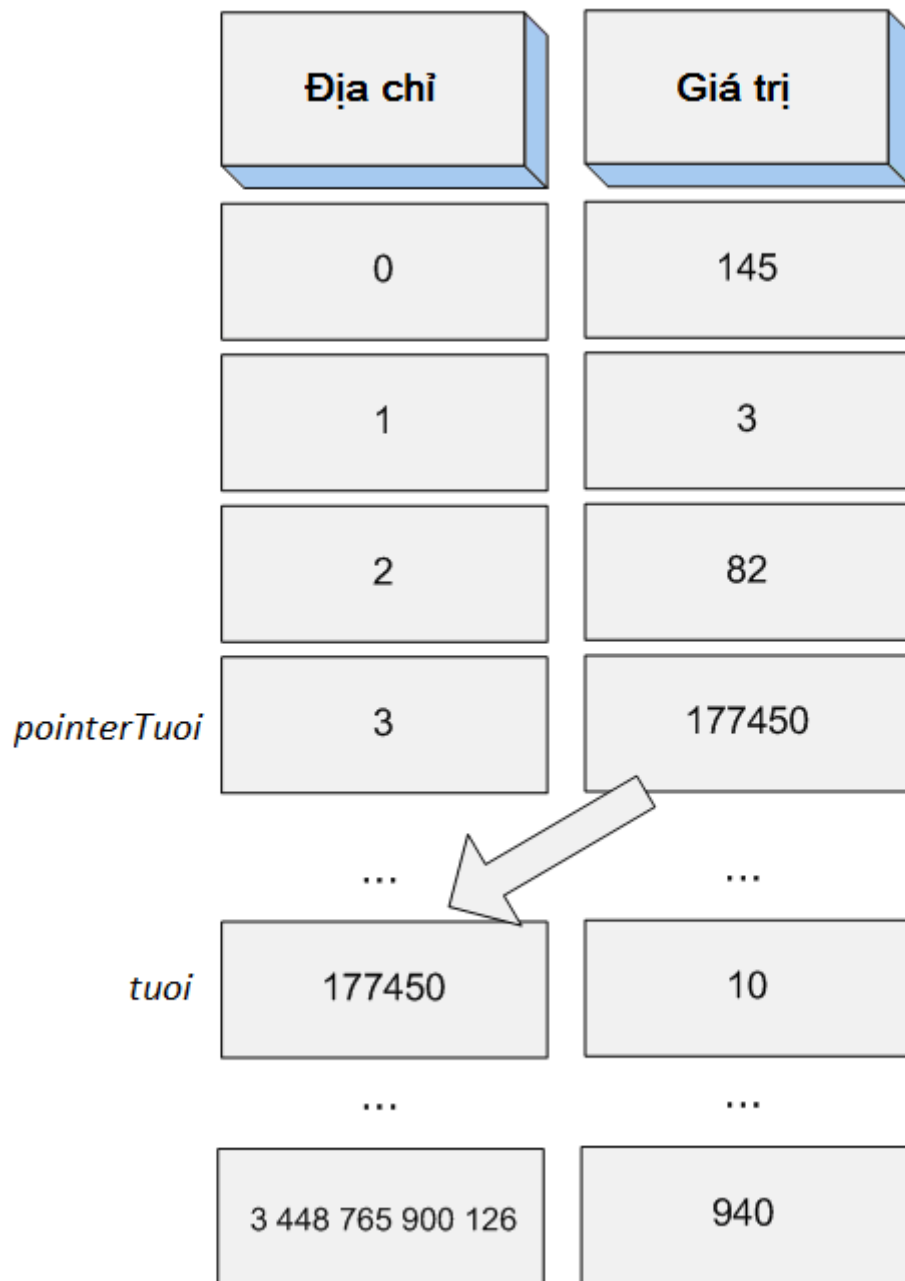 Địa chỉ Giá trị
0 145
1 3
2 82
pointerTuoi 3 177450
... ...
tuoi 177450 10
... ...
3 448 765 900 126 940